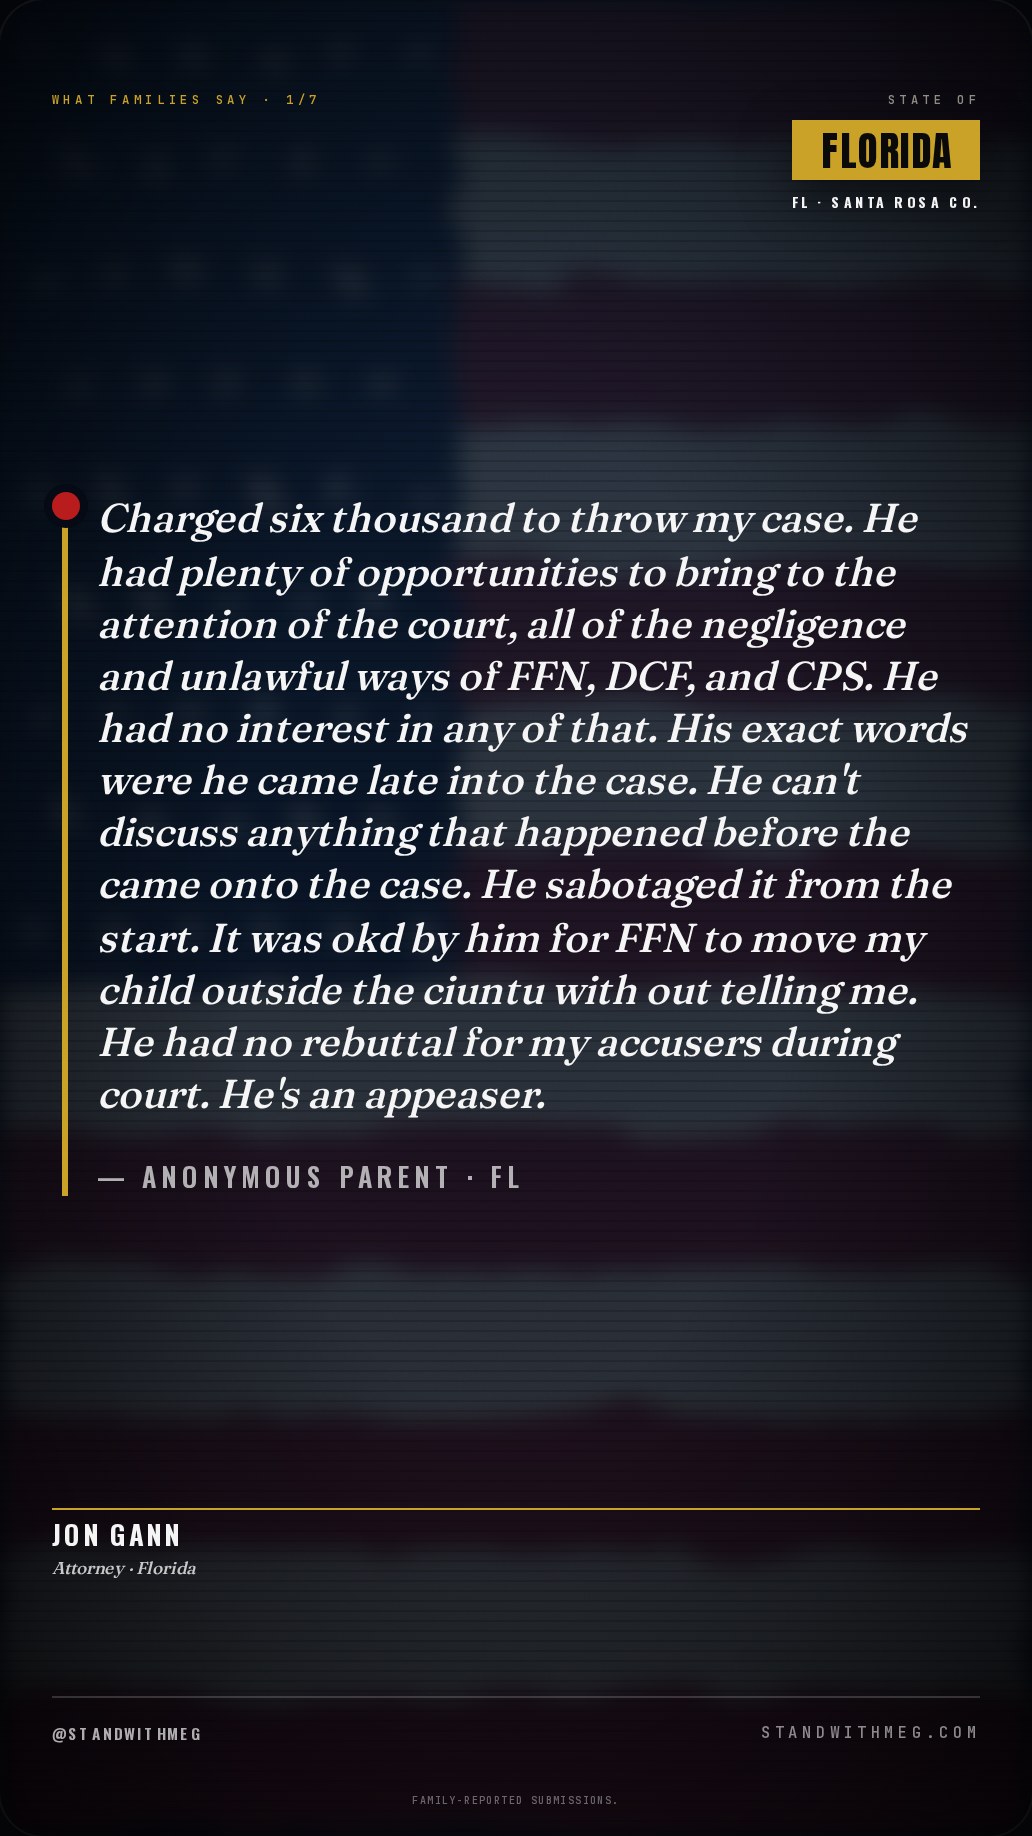 WHAT FAMILIES SAY · 1/7
STATE OF
FLORIDA
FL · SANTA ROSA CO.
Charged six thousand to throw my case. He
had plenty of opportunities to bring to the
attention of the court, all of the negligence
and unlawful ways of FFN, DCF, and CPS. He
had no interest in any of that. His exact words
were he came late into the case. He can't
discuss anything that happened before the
came onto the case. He sabotaged it from the
start. It was okd by him for FFN to move my
child outside the ciuntu with out telling me.
He had no rebuttal for my accusers during
court. He's an appeaser.
— ANONYMOUS PARENT · FL
JON GANN
Attorney · Florida
@STANDWITHMEG
STANDWITHMEG.COM
FAMILY-REPORTED SUBMISSIONS.